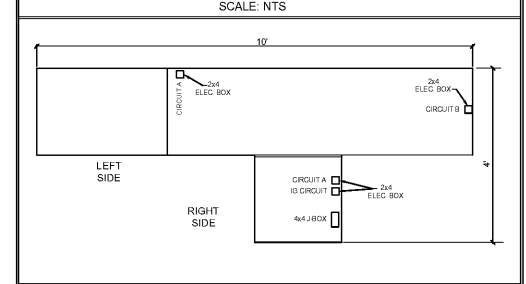 SCALE: NTS
10'
2x4
ELEC. BOX
CIRCUIT A
2x4
ELEC. BOX
CIRCUIT B
4'
LEFT
SIDE
CIRCUIT A
IG CIRCUIT
2x4
ELEC. BOX
RIGHT
SIDE
4x4 J-BOX